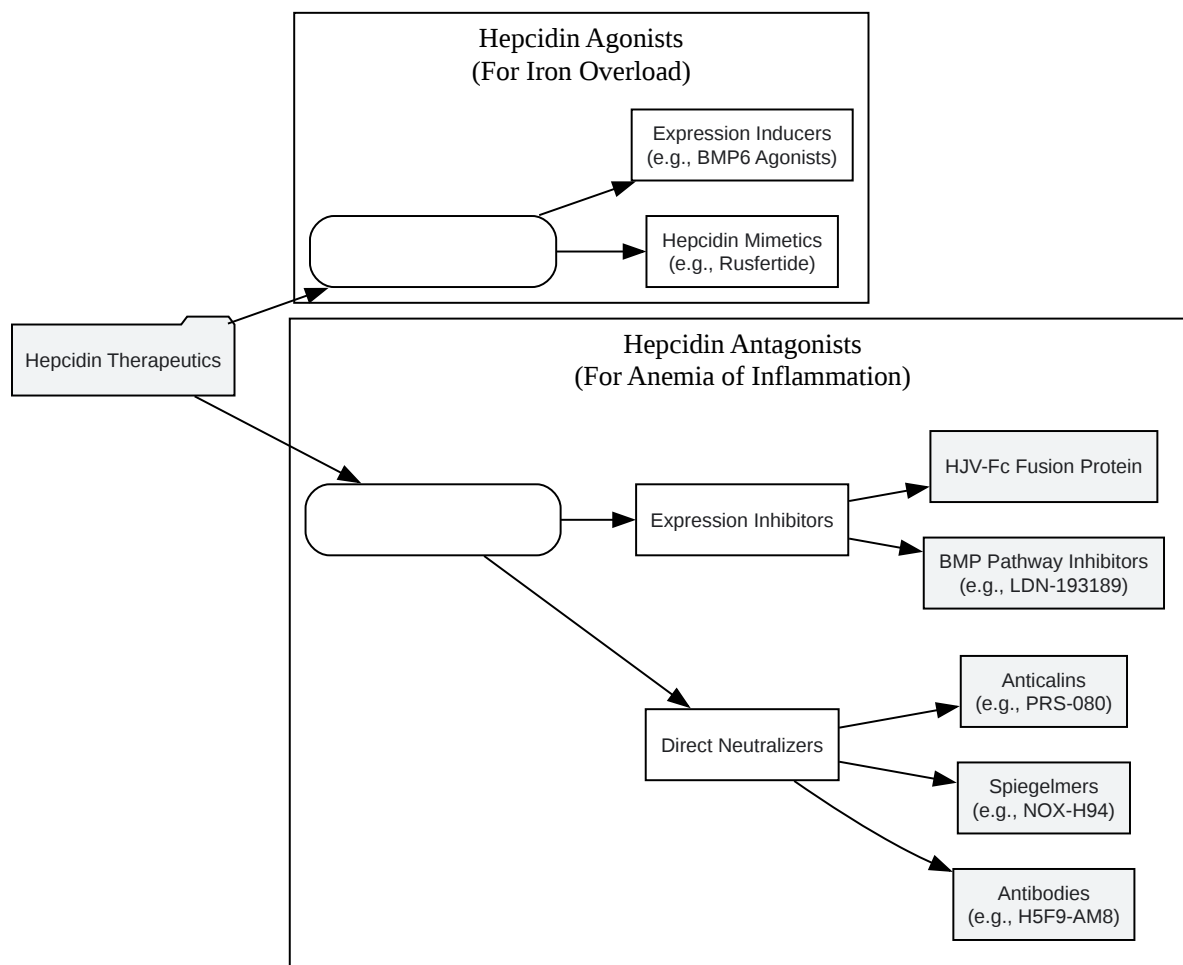 Hepcidin Agonists
(For Iron Overload)
Expression Inducers
(e.g., BMP6 Agonists)
Hepcidin Mimetics
(e.g., Rusfertide)
Hepcidin Therapeutics
Hepcidin Antagonists
(For Anemia of Inflammation)
HJV-Fc Fusion Protein
Expression Inhibitors
BMP Pathway Inhibitors
(e.g., LDN-193189)
Anticalins
(e.g., PRS-080)
Direct Neutralizers
Spiegelmers
(e.g., NOX-H94)
Antibodies
(e.g., H5F9-AM8)